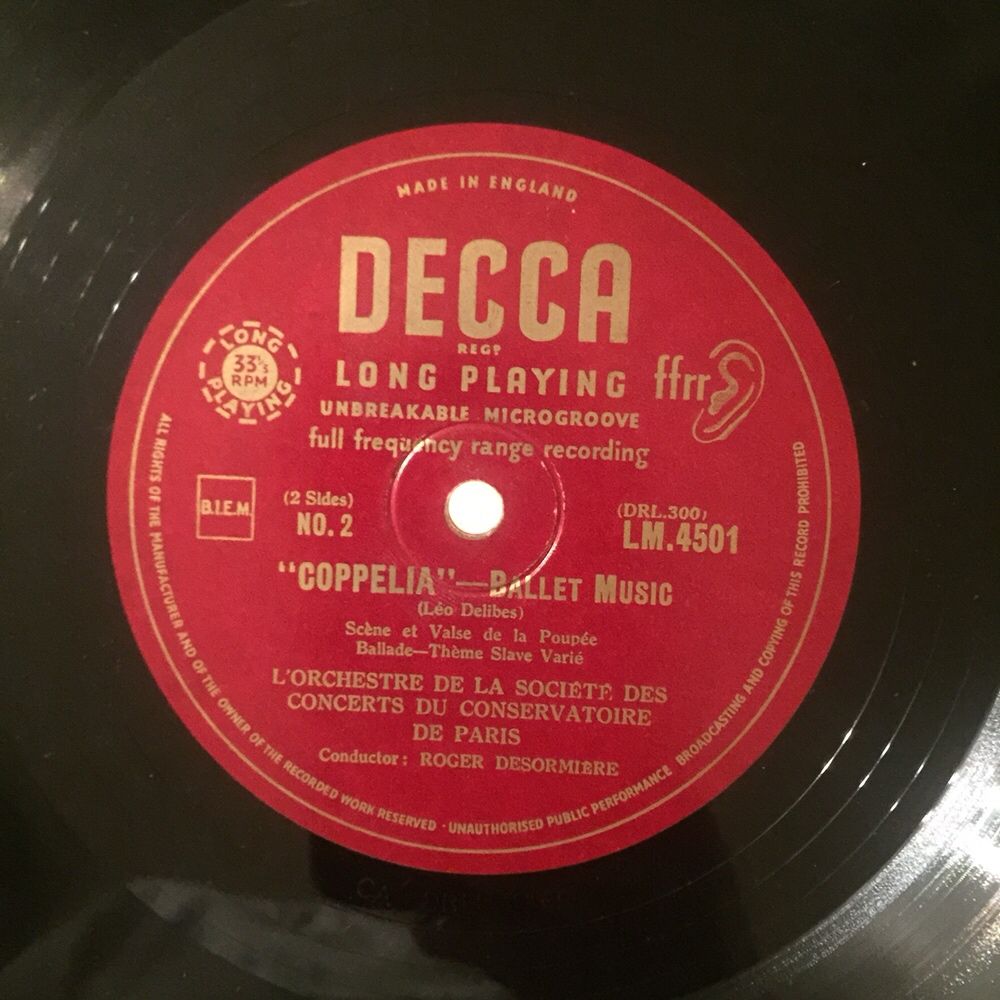 MADE IN ENGLAND
DECCA
REGD
LONG PLAYING
33⅓
RPM
LONG PLAYING
ffrr
UNBREAKABLE MICROGROOVE
full frequency range recording
B.I.E.M.
(2 Sides)
NO. 2
(DRL.300)
LM.4501
“COPPELIA”—BALLET MUSIC
(Léo Delibes)
Scène et Valse de la Poupée
Ballade—Thème Slave Varié
L'ORCHESTRE DE LA SOCIÉTÉ DES
CONCERTS DU CONSERVATOIRE
DE PARIS
Conductor: ROGER DESORMIÈRE
ALL RIGHTS OF THE MANUFACTURER AND OF THE OWNER OF THE RECORDED WORK RESERVED · UNAUTHORISED PUBLIC PERFORMANCE BROADCASTING AND COPYING OF THIS RECORD PROHIBITED